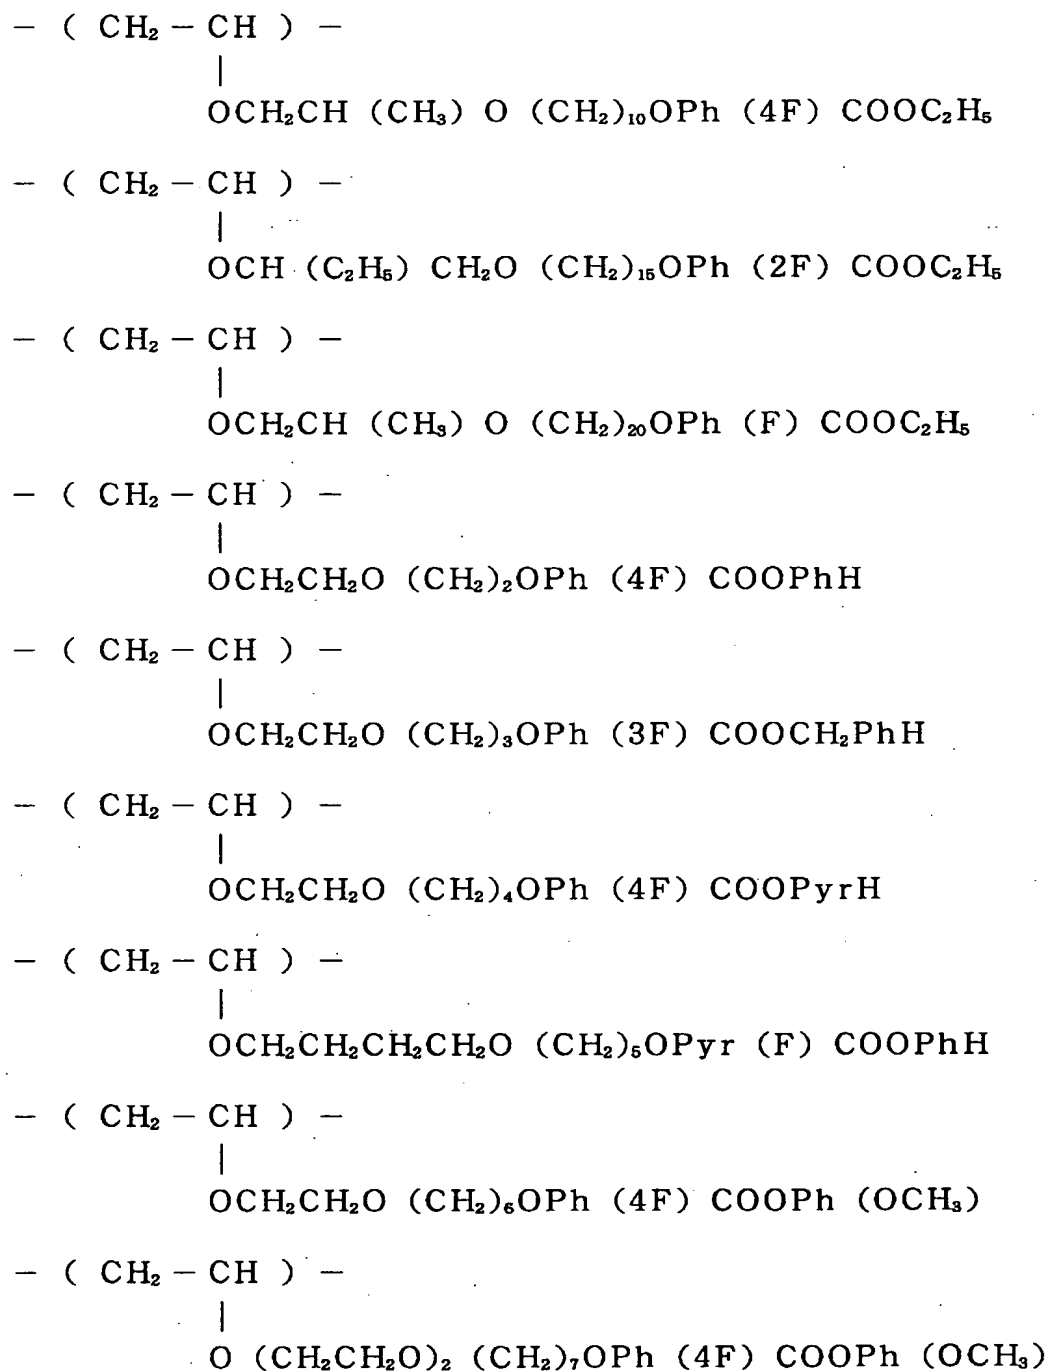 − ( CH₂ − CH ) −
|
OCH₂CH (CH₃) O (CH₂)₁₀OPh (4F) COOC₂H₅
− ( CH₂ − CH ) −
|
OCH (C₂H₅) CH₂O (CH₂)₁₅OPh (2F) COOC₂H₅
− ( CH₂ − CH ) −
|
OCH₂CH (CH₃) O (CH₂)₂₀OPh (F) COOC₂H₅
− ( CH₂ − CH ) −
|
OCH₂CH₂O (CH₂)₂OPh (4F) COOPhH
− ( CH₂ − CH ) −
|
OCH₂CH₂O (CH₂)₃OPh (3F) COOCH₂PhH
− ( CH₂ − CH ) −
|
OCH₂CH₂O (CH₂)₄OPh (4F) COOPyrH
− ( CH₂ − CH ) −
|
OCH₂CH₂CH₂CH₂O (CH₂)₅OPyr (F) COOPhH
− ( CH₂ − CH ) −
|
OCH₂CH₂O (CH₂)₆OPh (4F) COOPh (OCH₃)
− ( CH₂ − CH ) −
|
O (CH₂CH₂O)₂ (CH₂)₇OPh (4F) COOPh (OCH₃)